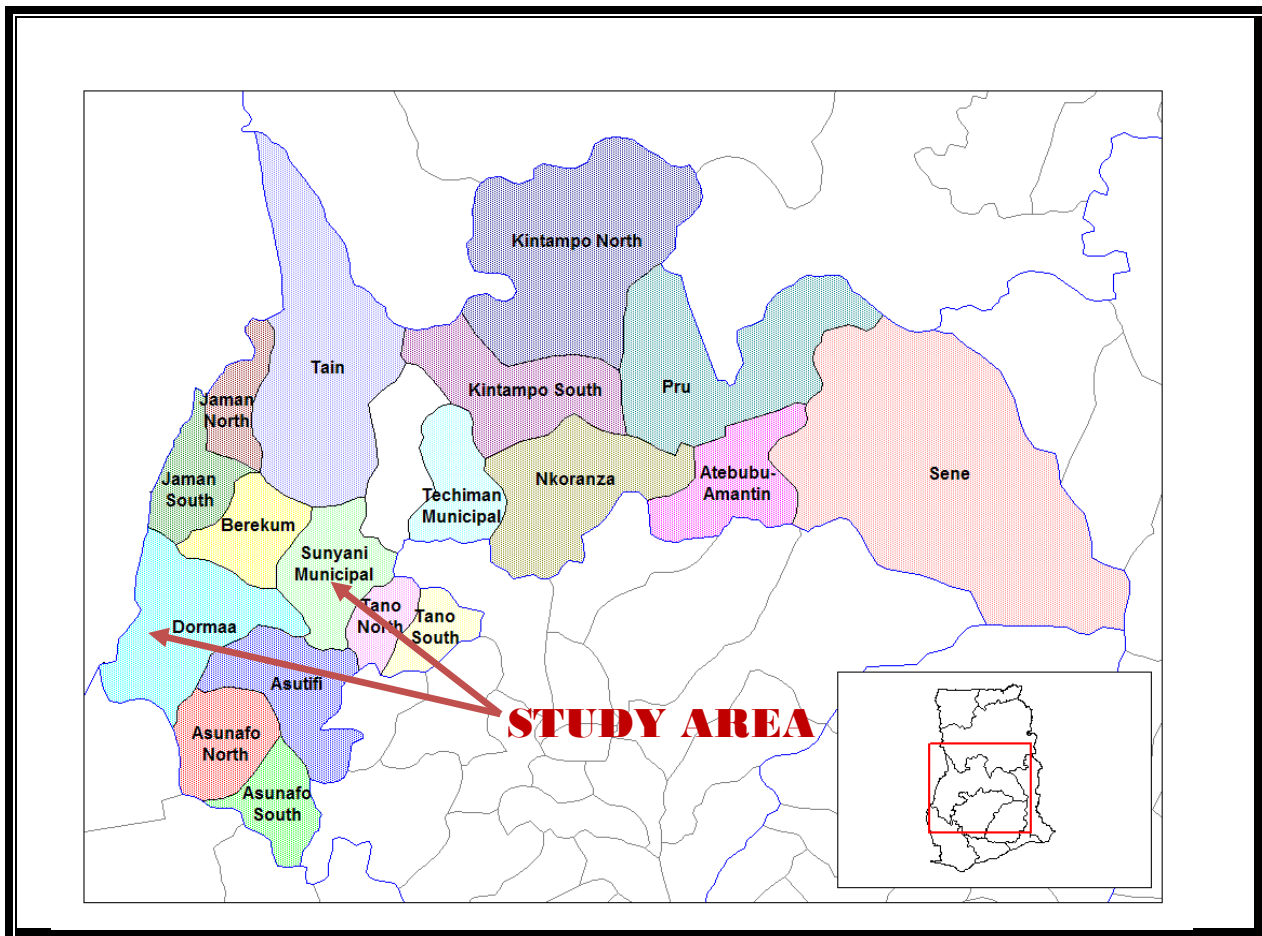 Kintampo North
Tain
Kintampo South
Pru
Jaman
North
Jaman
South
Techiman
Municipal
Nkoranza
Atebubu-
Amantin
Sene
Berekum
Sunyani
Municipal
Dormaa
Tano
North
Tano
South
Asutifi
STUDY AREA
Asunafo
North
Asunafo
South